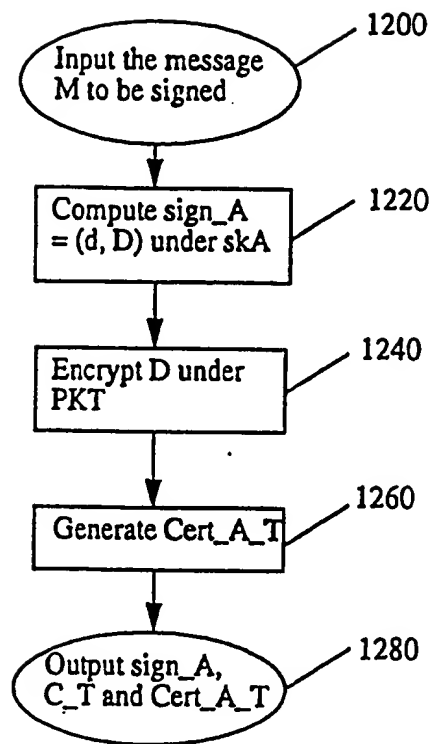 1200
Input the message
M to be signed
1220
Compute sign_A
= (d, D) under skA
1240
Encrypt D under
PKT
1260
Generate Cert_A_T
1280
Output sign_A,
C_T and Cert_A_T